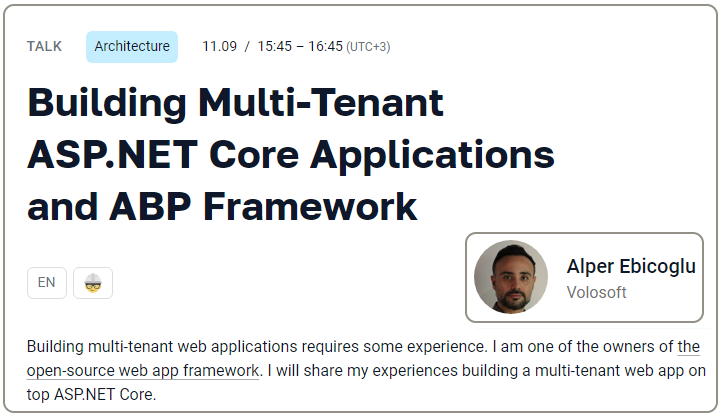 TALK Architecture 11.09 / 15:45 – 16:45 (UTC+3)
Building Multi-Tenant
ASP.NET Core Applications
and ABP Framework
EN
Alper Ebicoglu
Volosoft
Building multi-tenant web applications requires some experience. I am one of the owners of the
open-source web app framework. I will share my experiences building a multi-tenant web app on
top ASP.NET Core.